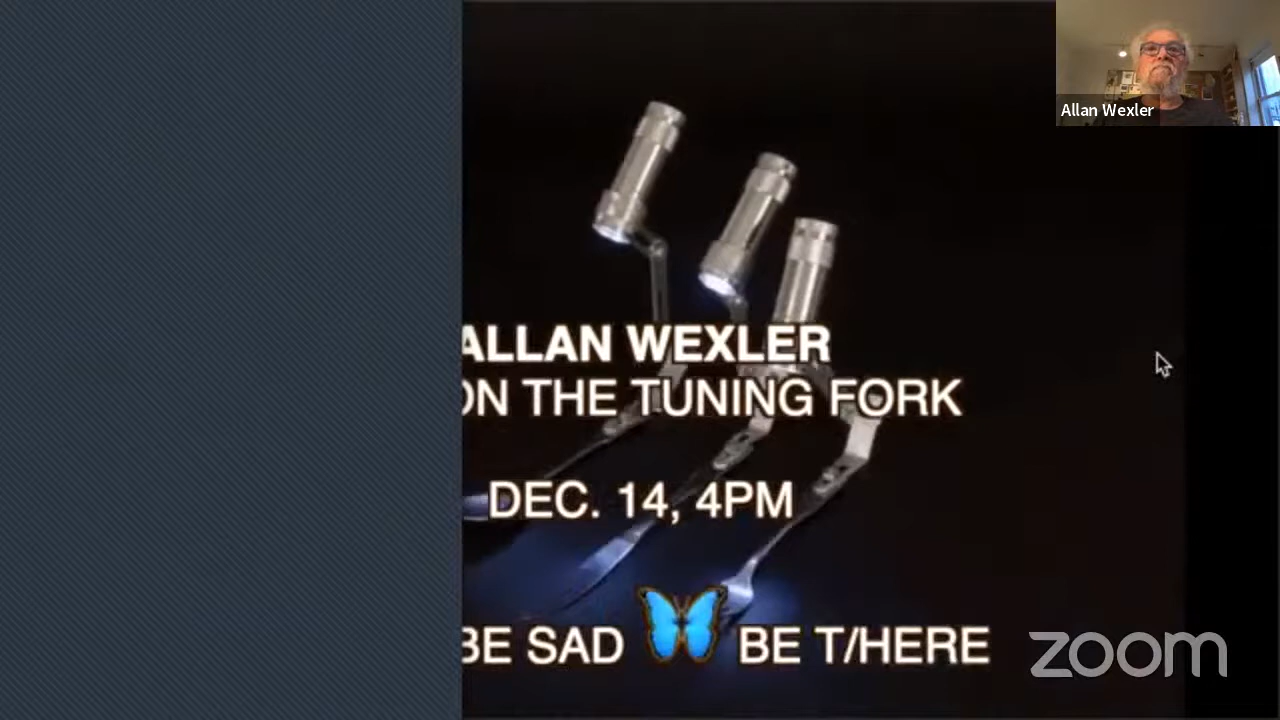 Allan Wexler
ALLAN WEXLER
ON THE TUNING FORK
DEC. 14, 4PM
BE SAD 🦋 BE T/HERE
zoom